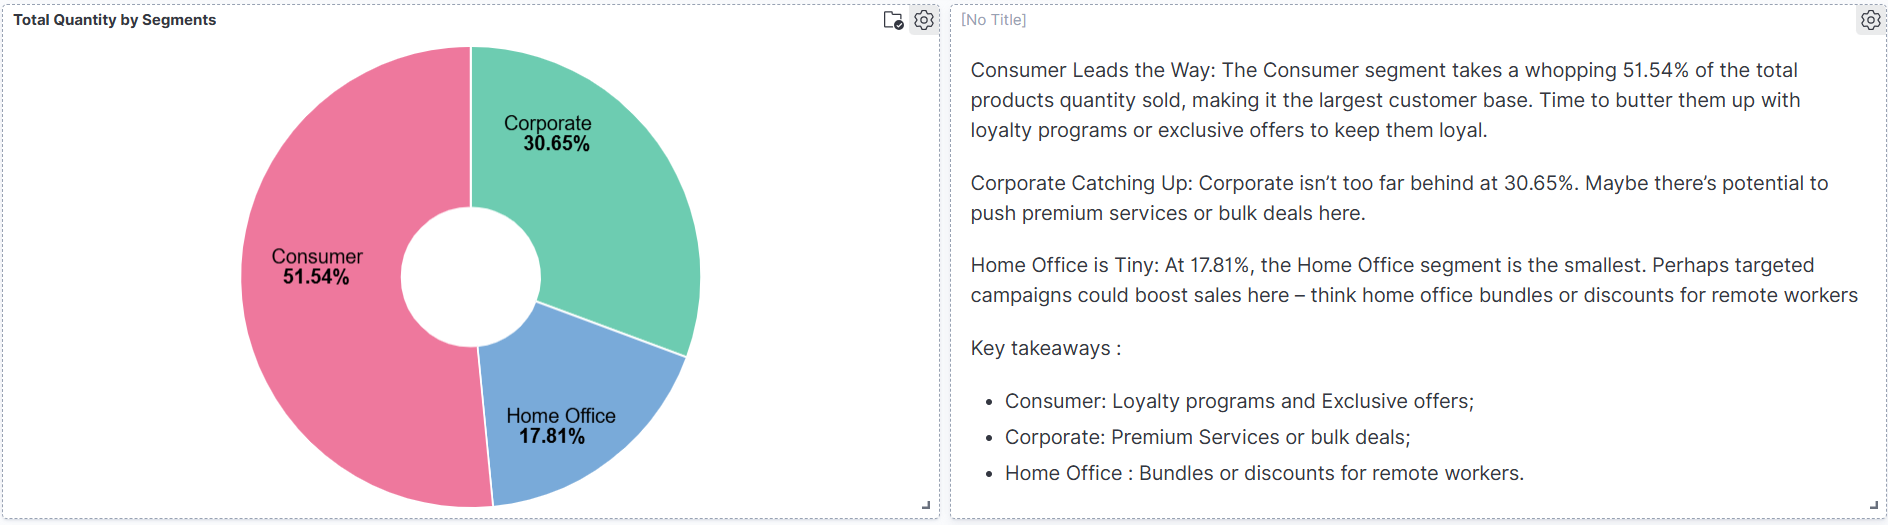 Total Quantity by Segments
Corporate
30.65%
Consumer
51.54%
Home Office
17.81%
[No Title]
Consumer Leads the Way: The Consumer segment takes a whopping 51.54% of the total
products quantity sold, making it the largest customer base. Time to butter them up with
loyalty programs or exclusive offers to keep them loyal.
Corporate Catching Up: Corporate isn’t too far behind at 30.65%. Maybe there’s potential to
push premium services or bulk deals here.
Home Office is Tiny: At 17.81%, the Home Office segment is the smallest. Perhaps targeted
campaigns could boost sales here – think home office bundles or discounts for remote workers
Key takeaways :
• Consumer: Loyalty programs and Exclusive offers;
• Corporate: Premium Services or bulk deals;
• Home Office : Bundles or discounts for remote workers.